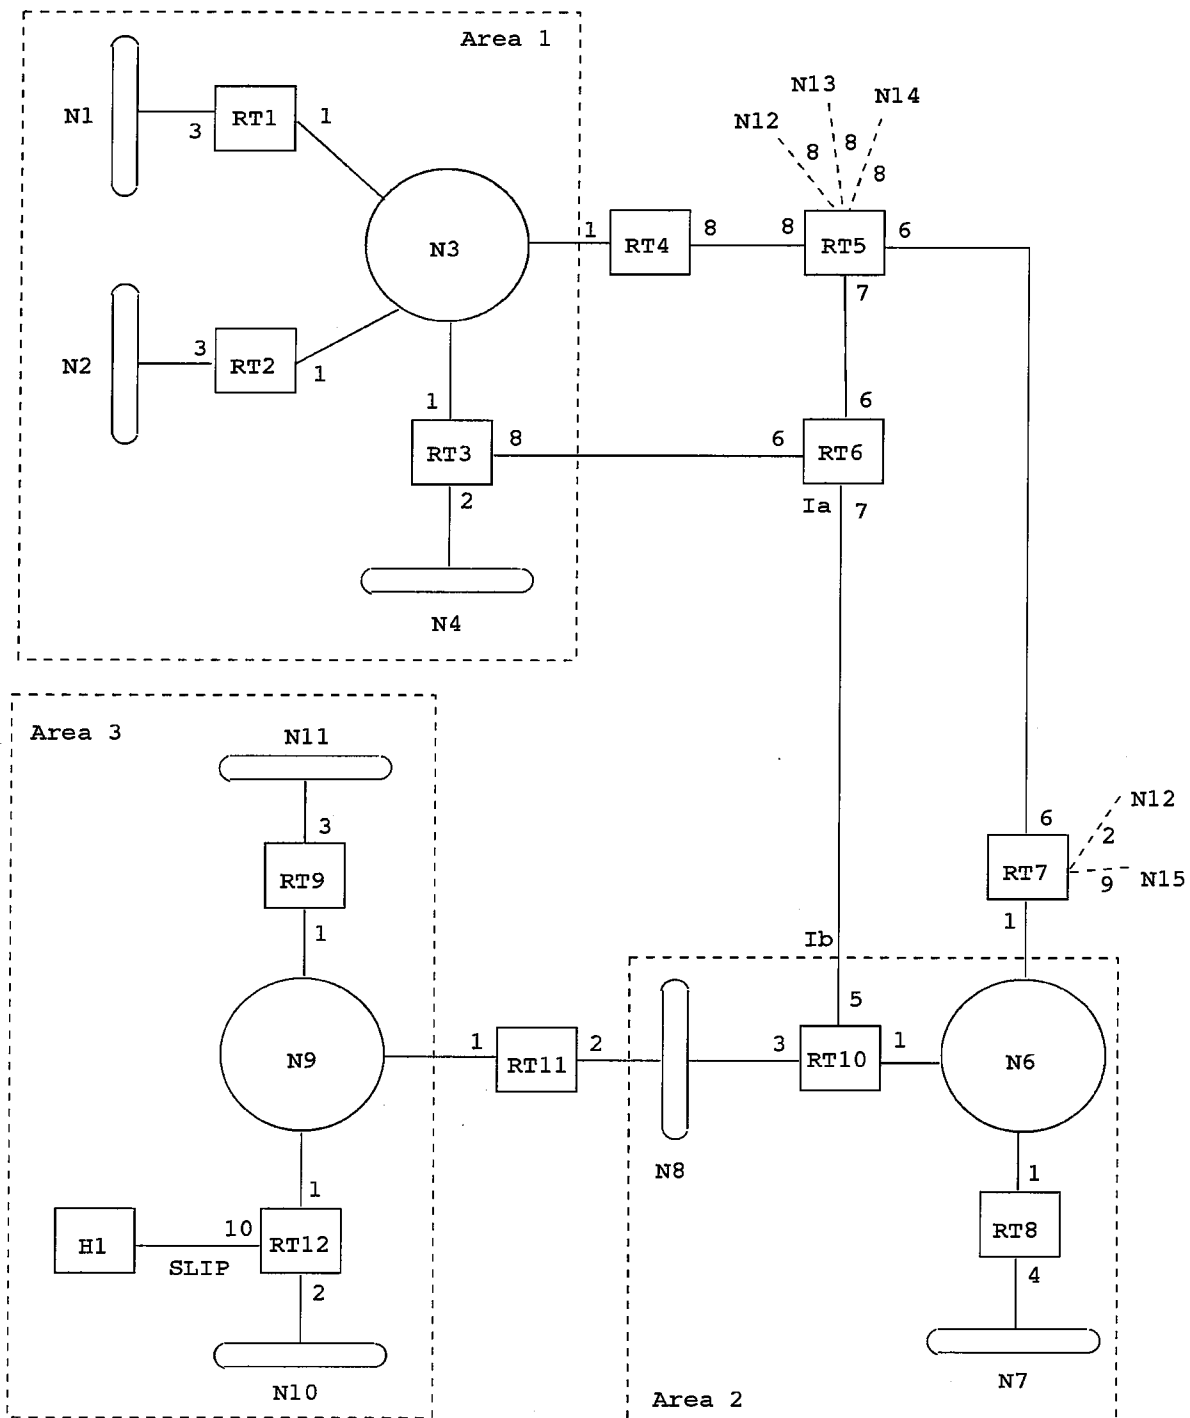 Area 1
N1
3
RT1
1
N13
N14
N12
8
8
8
N3
1
RT4
8
8
RT5
6
7
N2
3
RT2
1
1
RT3
8
6
6
RT6
2
Ia
7
N4
Area 3
N11
3
RT9
1
N12
6
2
RT7
9
N15
1
Ib
5
N9
1
RT11
2
3
RT10
1
N6
N8
1
1
H1
10
RT12
SLIP
RT8
2
4
N10
N7
Area 2